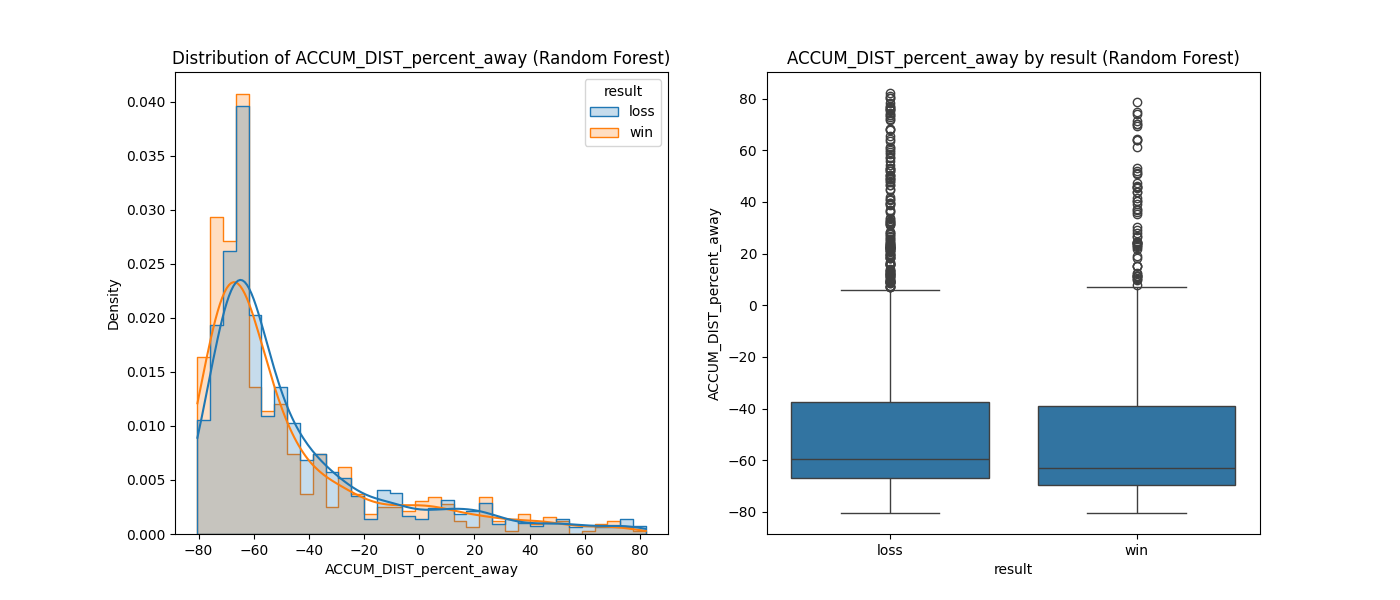 Distribution of ACCUM_DIST_percent_away (Random Forest)
0.040
0.035
0.030
0.025
0.020
0.015
0.010
0.005
0.000
Density
result
loss
win
−80
−60
−40
−20
0
20
40
60
80
ACCUM_DIST_percent_away
ACCUM_DIST_percent_away by result (Random Forest)
80
60
40
20
0
−20
−40
−60
−80
ACCUM_DIST_percent_away
loss
win
result